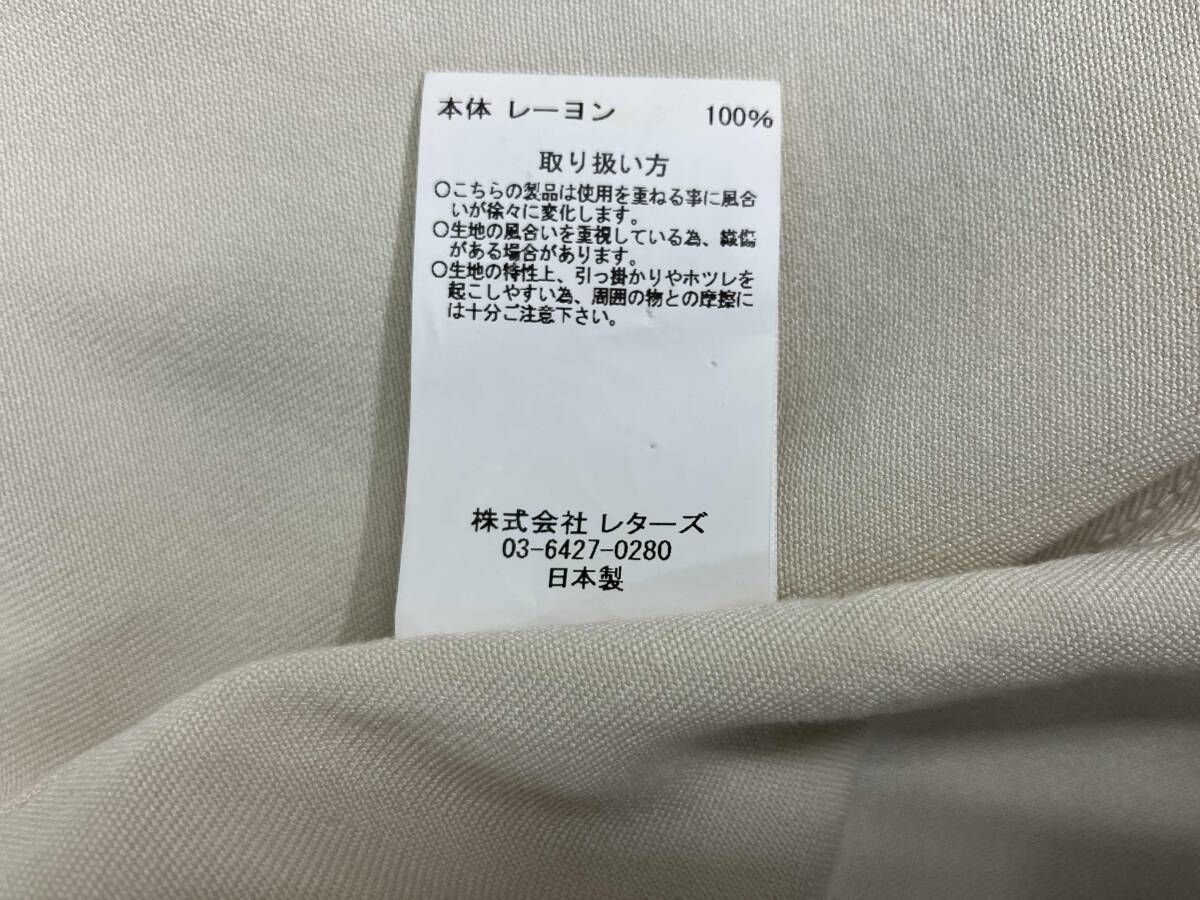 本体 レーヨン 100%
取り扱い方
○こちらの製品は使用を重ねる事に風合
いが徐々に変化します。
○生地の風合いを重視している為、織傷
がある場合があります。
○生地の特性上、引っ掛かりやホツレを
起こしやすい為、周囲の物との摩擦に
は十分ご注意下さい。
株式会社 レターズ
03-6427-0280
日本製